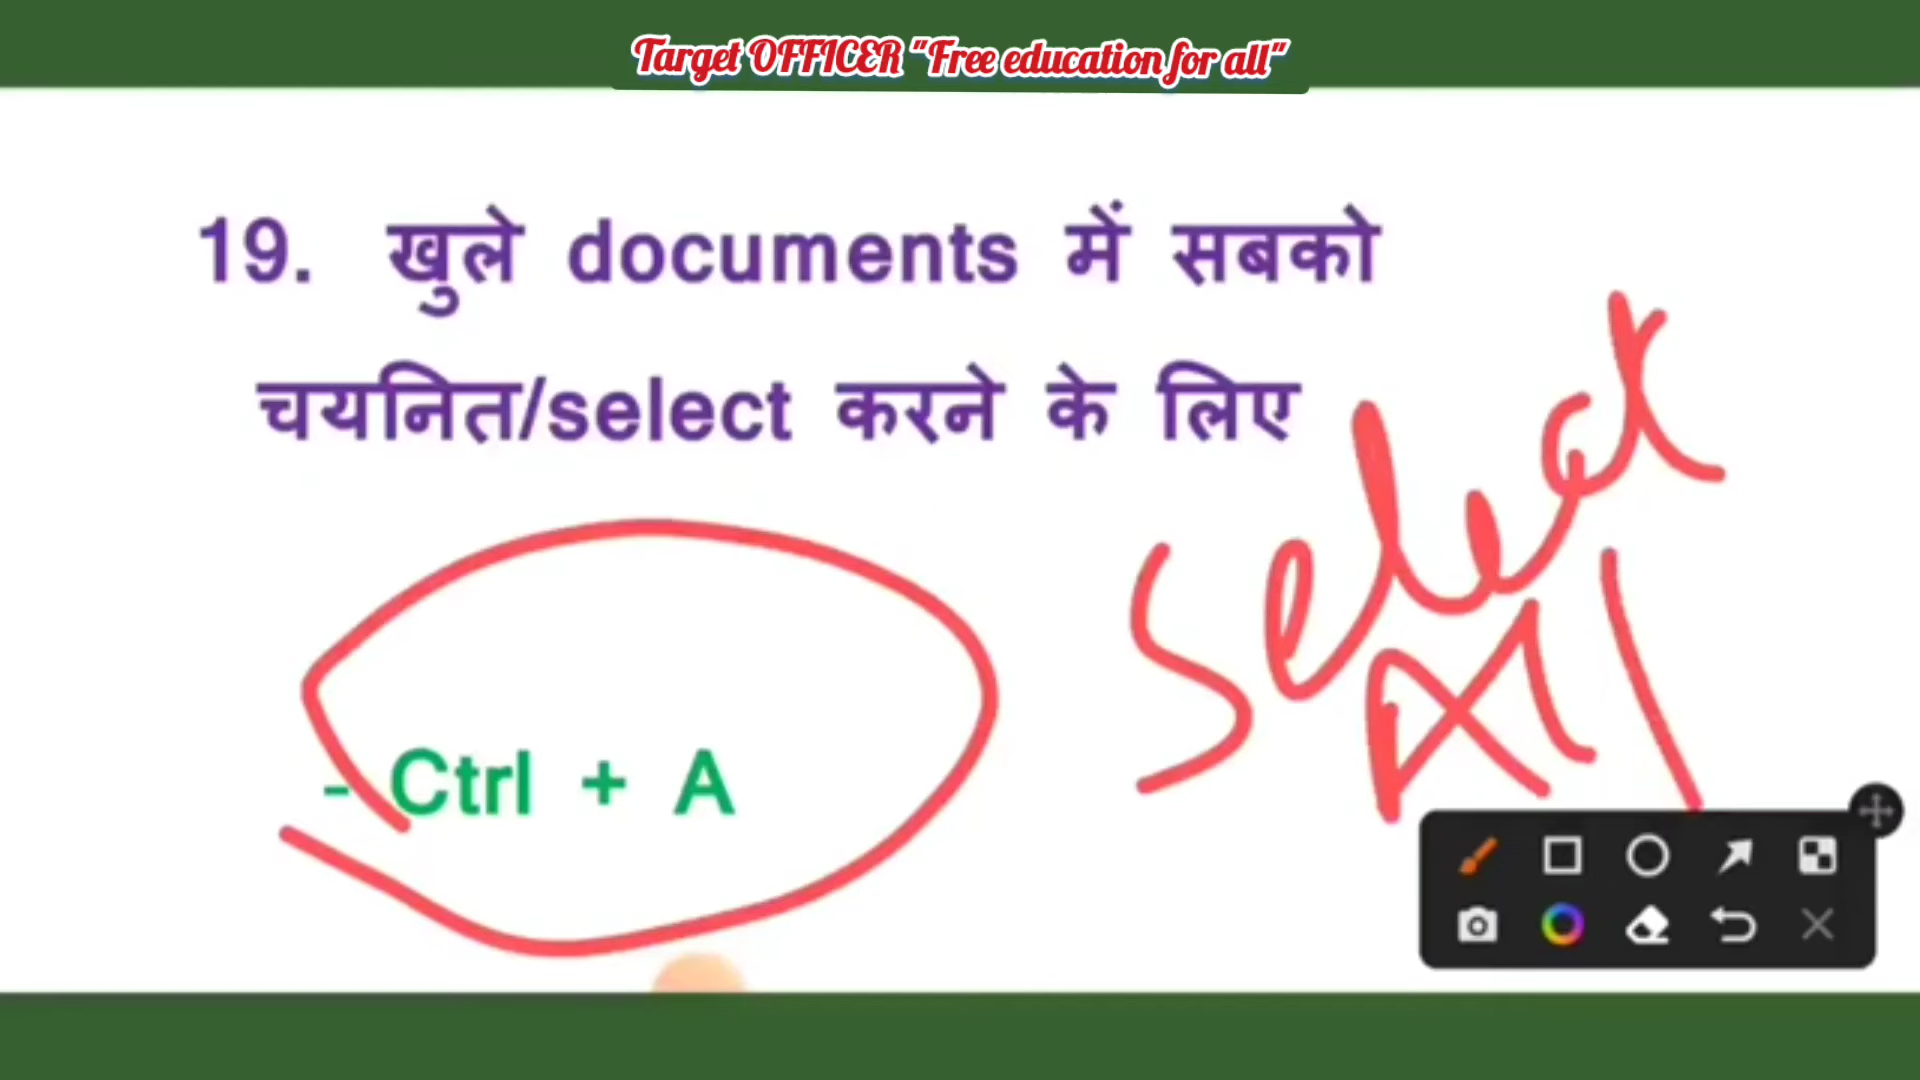 Target OFFICER "Free education for all"
19. खुले documents में सबको
चयनित/select करने के लिए
Select
All
- Ctrl + A